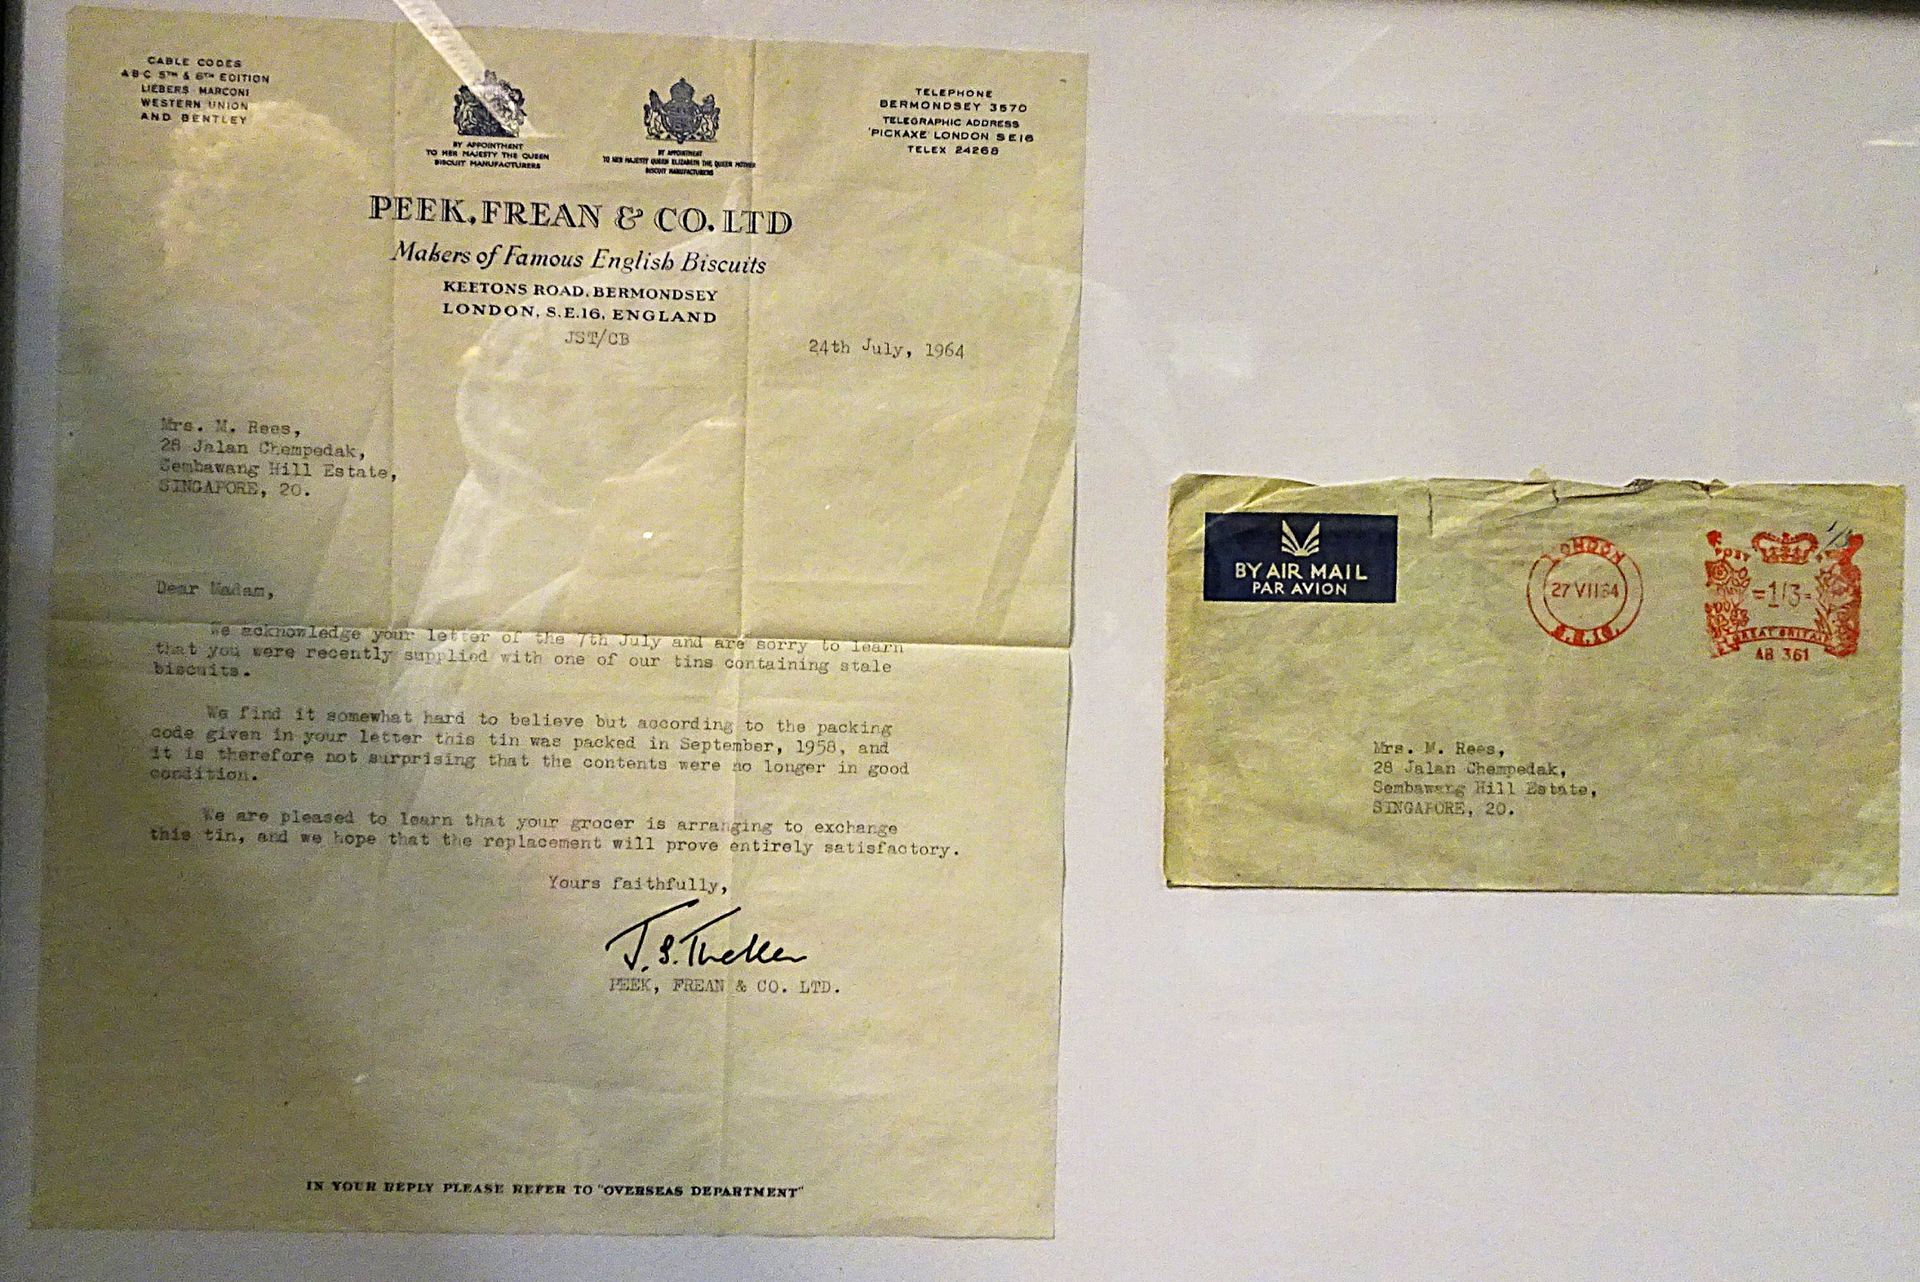 CABLE CODES
A·B·C 5TH & 6TH EDITION
LIEBERS MARCONI
WESTERN UNION
AND BENTLEY
BY APPOINTMENT
TO HER MAJESTY THE QUEEN
BISCUIT MANUFACTURERS
BY APPOINTMENT
TO HER MAJESTY QUEEN ELIZABETH THE QUEEN MOTHER
BISCUIT MANUFACTURERS
TELEPHONE
BERMONDSEY 3570
TELEGRAPHIC ADDRESS
'PICKAXE' LONDON SE16
TELEX 24268
PEEK, FREAN & CO. LTD
Makers of Famous English Biscuits
KEETONS ROAD, BERMONDSEY
LONDON, S.E.16, ENGLAND
JST/CB
24th July, 1964
Mrs. M. Rees,
28 Jalan Chempedak,
Sembawang Hill Estate,
SINGAPORE, 20.
Dear Madam,
We acknowledge your letter of the 7th July and are sorry to learn
that you were recently supplied with one of our tins containing stale
biscuits.
We find it somewhat hard to believe but according to the packing
code given in your letter this tin was packed in September, 1958, and
it is therefore not surprising that the contents were no longer in good
condition.
We are pleased to learn that your grocer is arranging to exchange
this tin, and we hope that the replacement will prove entirely satisfactory.
Yours faithfully,
J.S.
PEEK, FREAN & CO. LTD.
IN YOUR REPLY PLEASE REFER TO "OVERSEAS DEPARTMENT"
BY AIR MAIL
PAR AVION
LONDON
27 VII 64
S.E.16.
=1/3=
GREAT BRITAIN
AB 361
Mrs. M. Rees,
28 Jalan Chempedak,
Sembawang Hill Estate,
SINGAPORE, 20.